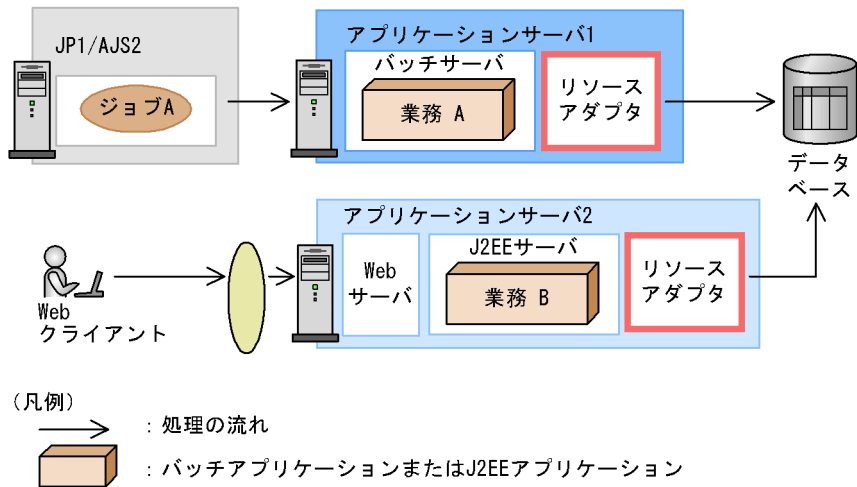 JP1/AJS2
ジョブA
アプリケーションサーバ1
バッチサーバ
業務 A
リソース
アダプタ
データ
ベース
アプリケーションサーバ2
Web
サーバ
J2EEサーバ
業務 B
リソース
アダプタ
Web
クライアント
(凡例)
：処理の流れ
：バッチアプリケーションまたはJ2EEアプリケーション